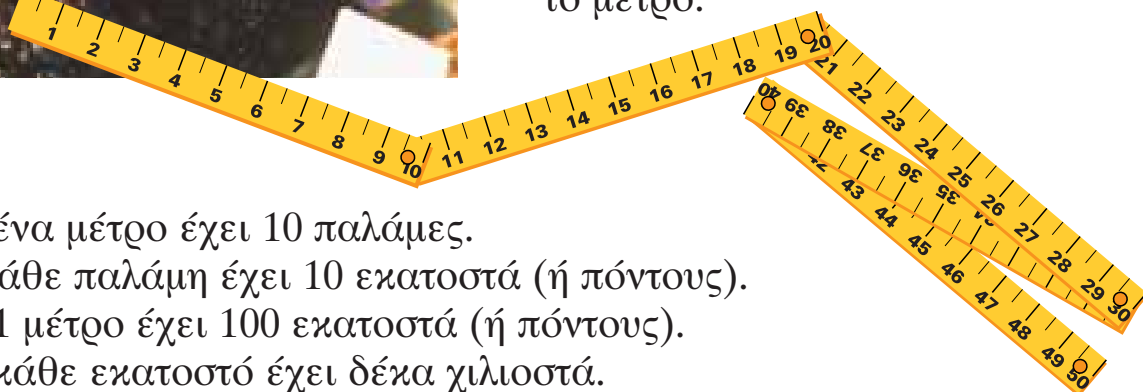 το μέτρο.
1 2 3 4 5 6 7 8 9 10 11 12 13 14 15 16 17 18 19 20 21 22 23 24 25 26 27 28 29 30
35 36 37 38 39 40
42 43 44 45 46 47 48 49 50
ένα μέτρο έχει 10 παλάμες.
άθε παλάμη έχει 10 εκατοστά (ή πόντους).
1 μέτρο έχει 100 εκατοστά (ή πόντους).
κάθε εκατοστό έχει δέκα χιλιοστά.